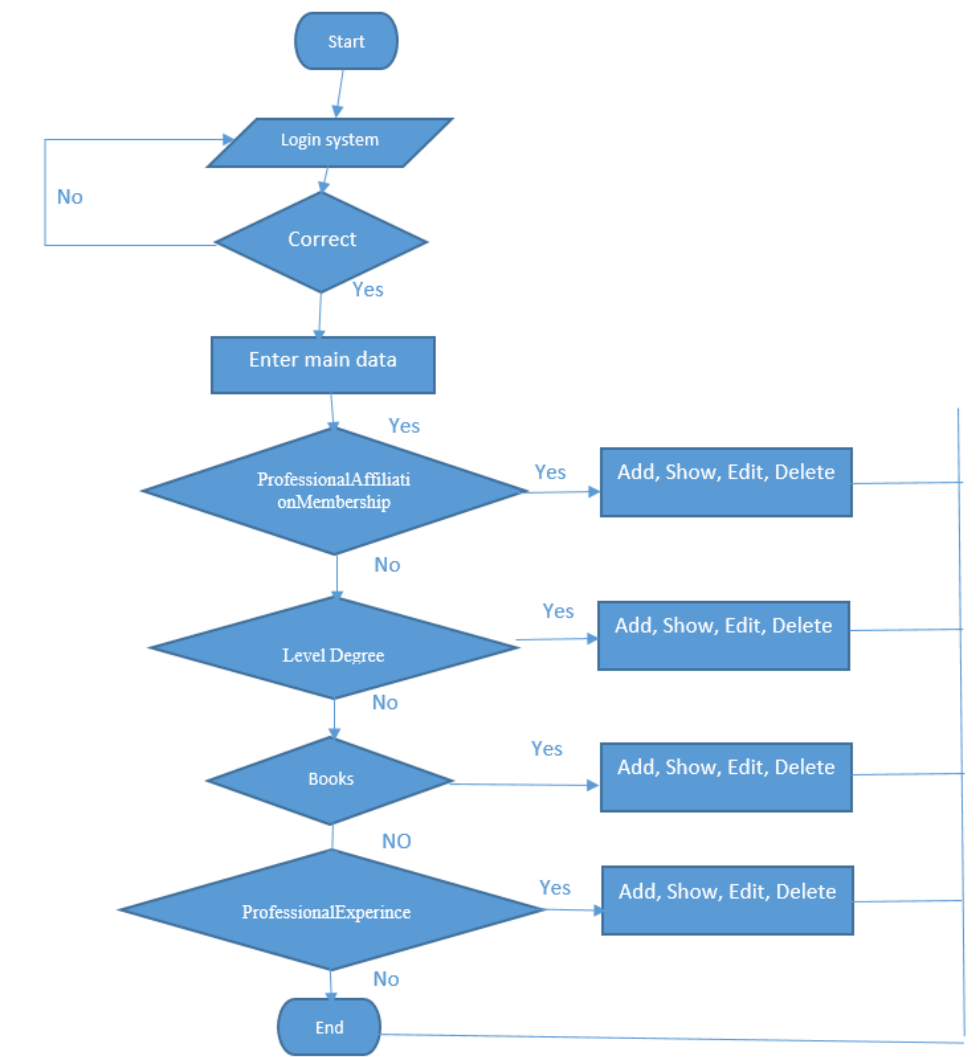 Start
Login system
No
Correct
Yes
Enter main data
Yes
ProfessionalAffiliati
onMembership
Yes
Add, Show, Edit, Delete
No
Level Degree
Yes
Add, Show, Edit, Delete
No
Books
Yes
Add, Show, Edit, Delete
NO
ProfessionalExperince
Yes
Add, Show, Edit, Delete
No
End